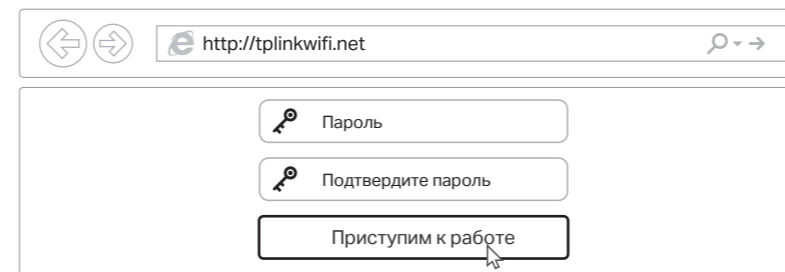 http://tplinkwifi.net
Пароль
Подтвердите пароль
Приступим к работе